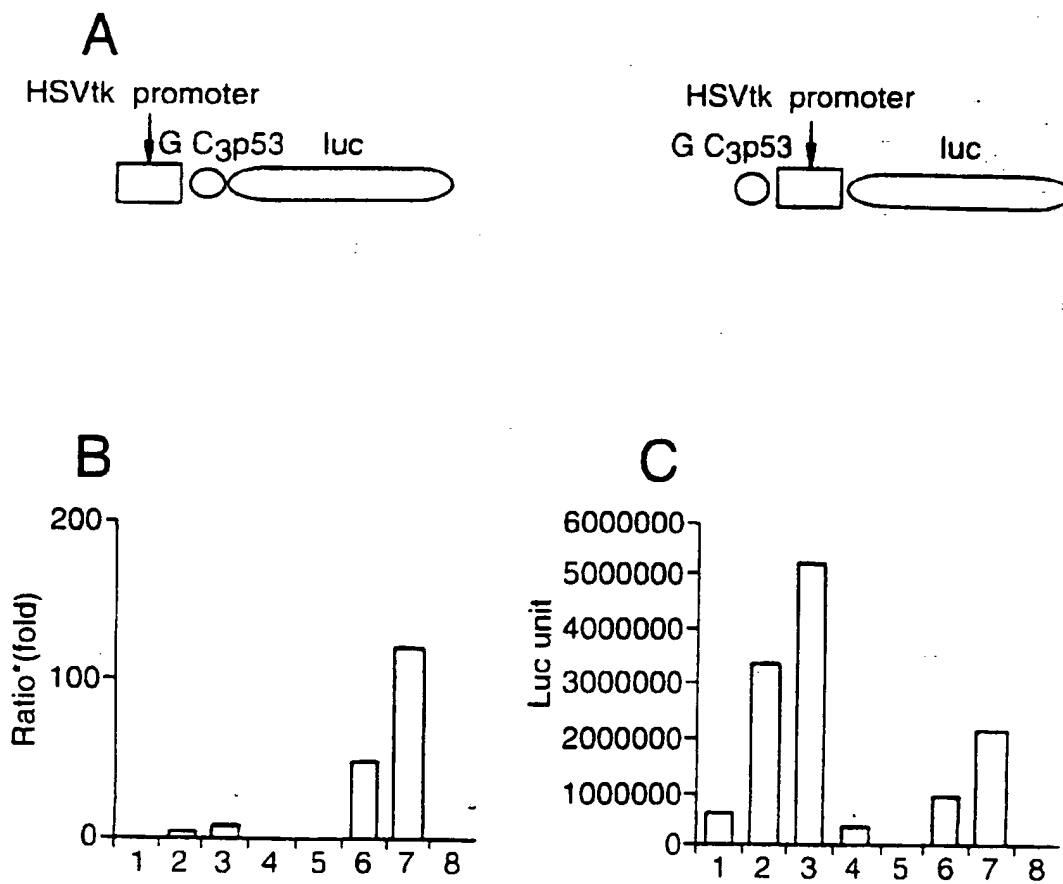 A
HSVtk promoter
G C3p53 luc
HSVtk promoter
G C3p53 luc
B
Ratio*(fold)
200
100
0
1 2 3 4 5 6 7 8
C
Luc unit
6000000
5000000
4000000
3000000
2000000
1000000
0
1 2 3 4 5 6 7 8